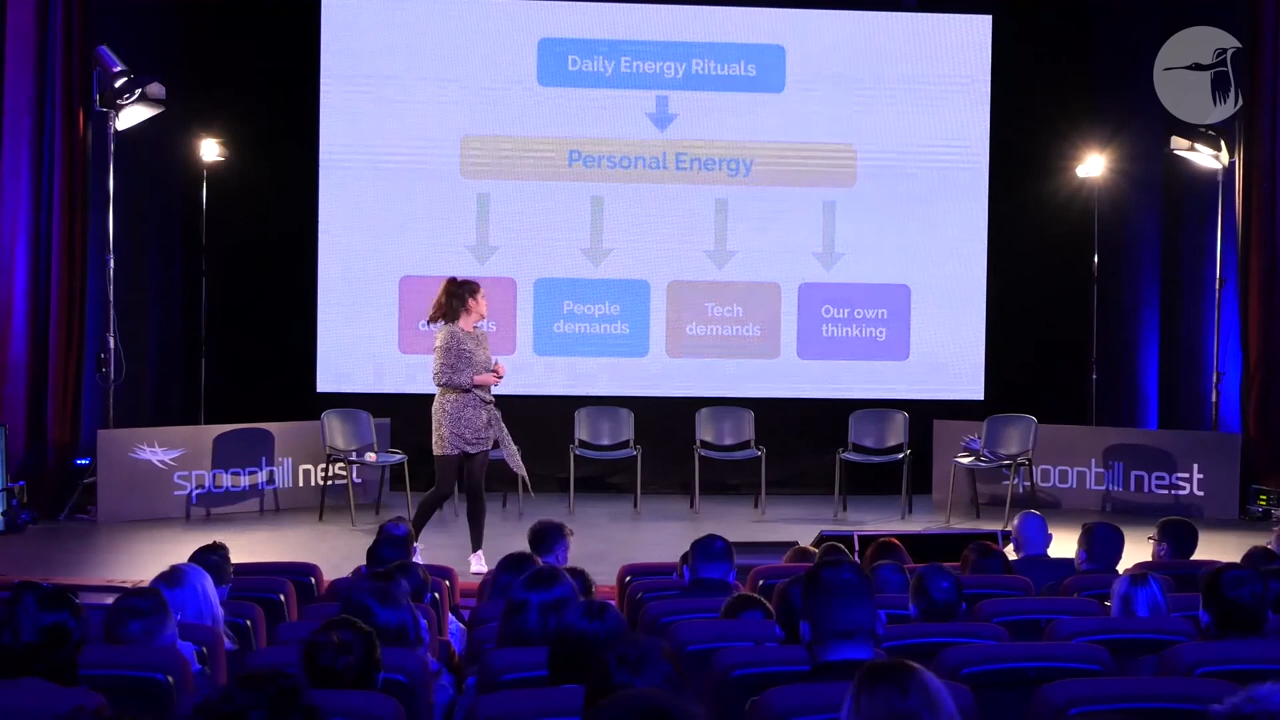 Daily Energy Rituals
Personal Energy
People
demands
Tech
demands
Our own
thinking
spoonbill nest
spoonbill nest